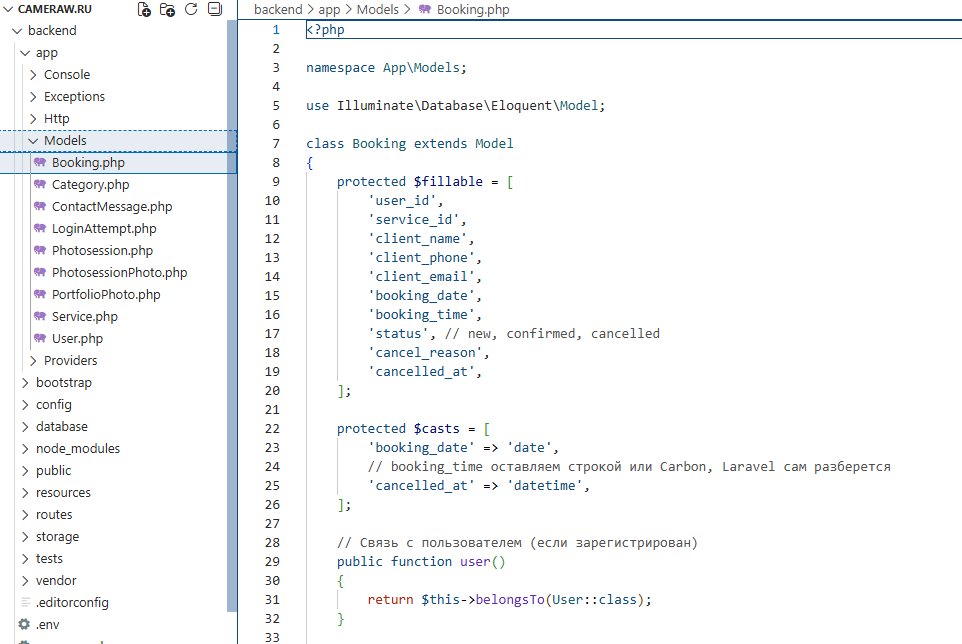 CAMERAW.RU
backend
app
Console
Exceptions
Http
Models
Booking.php
Category.php
ContactMessage.php
LoginAttempt.php
Photosession.php
PhotosessionPhoto.php
PortfolioPhoto.php
Service.php
User.php
Providers
bootstrap
config
database
node_modules
public
resources
routes
storage
tests
vendor
.editorconfig
.env
backend > app > Models > Booking.php
1 <?php
2
3 namespace App\Models;
4
5 use Illuminate\Database\Eloquent\Model;
6
7 class Booking extends Model
8 {
9     protected $fillable = [
10         'user_id',
11         'service_id',
12         'client_name',
13         'client_phone',
14         'client_email',
15         'booking_date',
16         'booking_time',
17         'status', // new, confirmed, cancelled
18         'cancel_reason',
19         'cancelled_at',
20     ];
21
22     protected $casts = [
23         'booking_date' => 'date',
24         // booking_time оставляем строкой или Carbon, Laravel сам разберется
25         'cancelled_at' => 'datetime',
26     ];
27
28     // Связь с пользователем (если зарегистрирован)
29     public function user()
30     {
31         return $this->belongsTo(User::class);
32     }
33